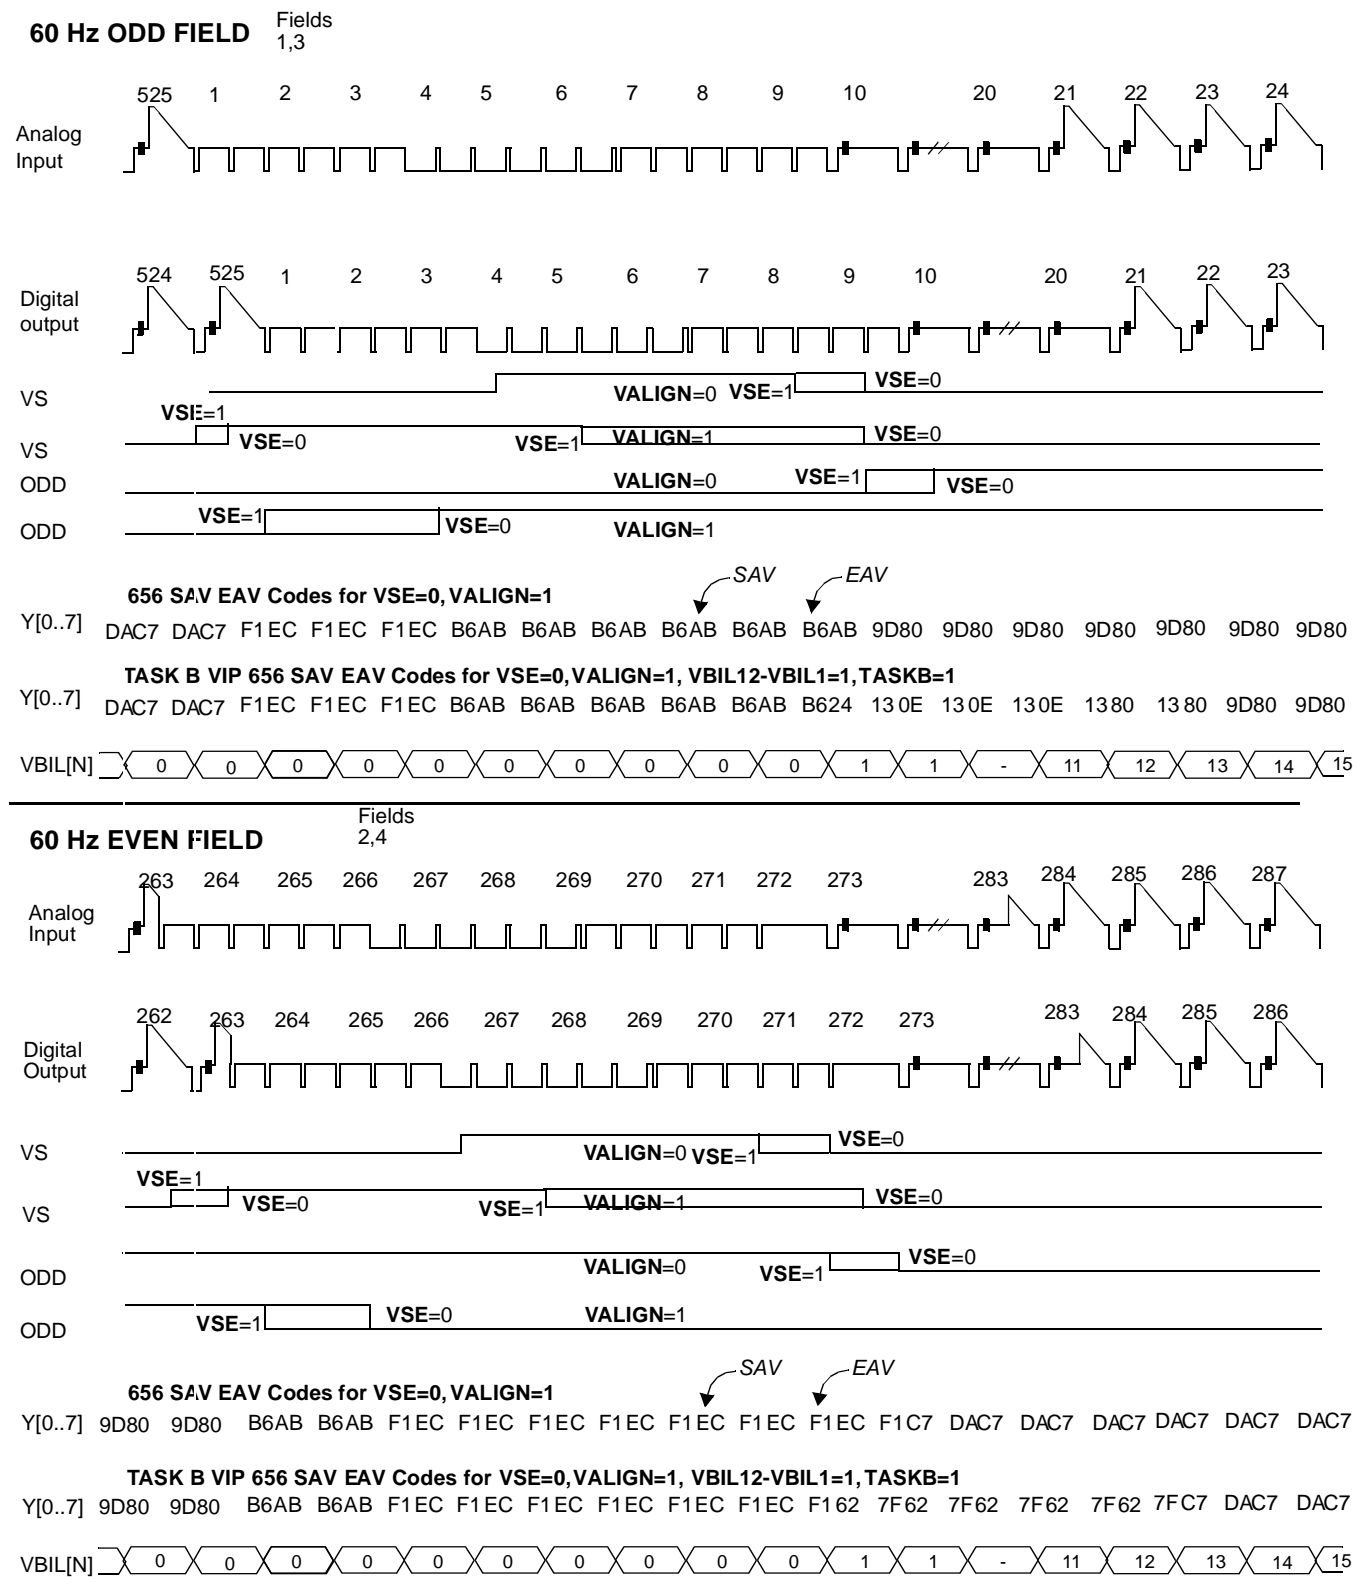 60 Hz ODD FIELD
Fields
1,3
525 1 2 3 4 5 6 7 8 9 10 20 21 22 23 24
Analog
Input
524 525 1 2 3 4 5 6 7 8 9 10 20 21 22 23
Digital
output
VS VALIGN=0 VSE=1 VSE=0
VSE=1
VS VSE=0 VSE=1 VALIGN=1 VSE=0
ODD VALIGN=0 VSE=1 VSE=0
ODD VSE=1 VSE=0 VALIGN=1
SAV EAV
656 SAV EAV Codes for VSE=0, VALIGN=1
Y[0..7] DAC7 DAC7 F1EC F1EC F1EC B6AB B6AB B6AB B6AB B6AB B6AB 9D80 9D80 9D80 9D80 9D80 9D80 9D80
TASK B VIP 656 SAV EAV Codes for VSE=0, VALIGN=1, VBIL12-VBIL1=1, TASKB=1
Y[0..7] DAC7 DAC7 F1EC F1EC F1EC B6AB B6AB B6AB B6AB B6AB B624 130E 130E 130E 1380 1380 9D80 9D80
VBIL[N] 0 0 0 0 0 0 0 0 0 0 1 1 - 11 12 13 14 15
60 Hz EVEN FIELD
Fields
2,4
263 264 265 266 267 268 269 270 271 272 273 283 284 285 286 287
Analog
Input
262 263 264 265 266 267 268 269 270 271 272 273 283 284 285 286
Digital
Output
VS VALIGN=0 VSE=1 VSE=0
VSE=1
VS VSE=0 VSE=1 VALIGN=1 VSE=0
ODD VALIGN=0 VSE=1 VSE=0
ODD VSE=1 VSE=0 VALIGN=1
SAV EAV
656 SAV EAV Codes for VSE=0, VALIGN=1
Y[0..7] 9D80 9D80 B6AB B6AB F1EC F1EC F1EC F1EC F1EC F1EC F1EC F1C7 DAC7 DAC7 DAC7 DAC7 DAC7 DAC7
TASK B VIP 656 SAV EAV Codes for VSE=0, VALIGN=1, VBIL12-VBIL1=1, TASKB=1
Y[0..7] 9D80 9D80 B6AB B6AB F1EC F1EC F1EC F1EC F1EC F1EC F162 7F62 7F62 7F62 7F62 7FC7 DAC7 DAC7
VBIL[N] 0 0 0 0 0 0 0 0 0 0 1 1 - 11 12 13 14 15